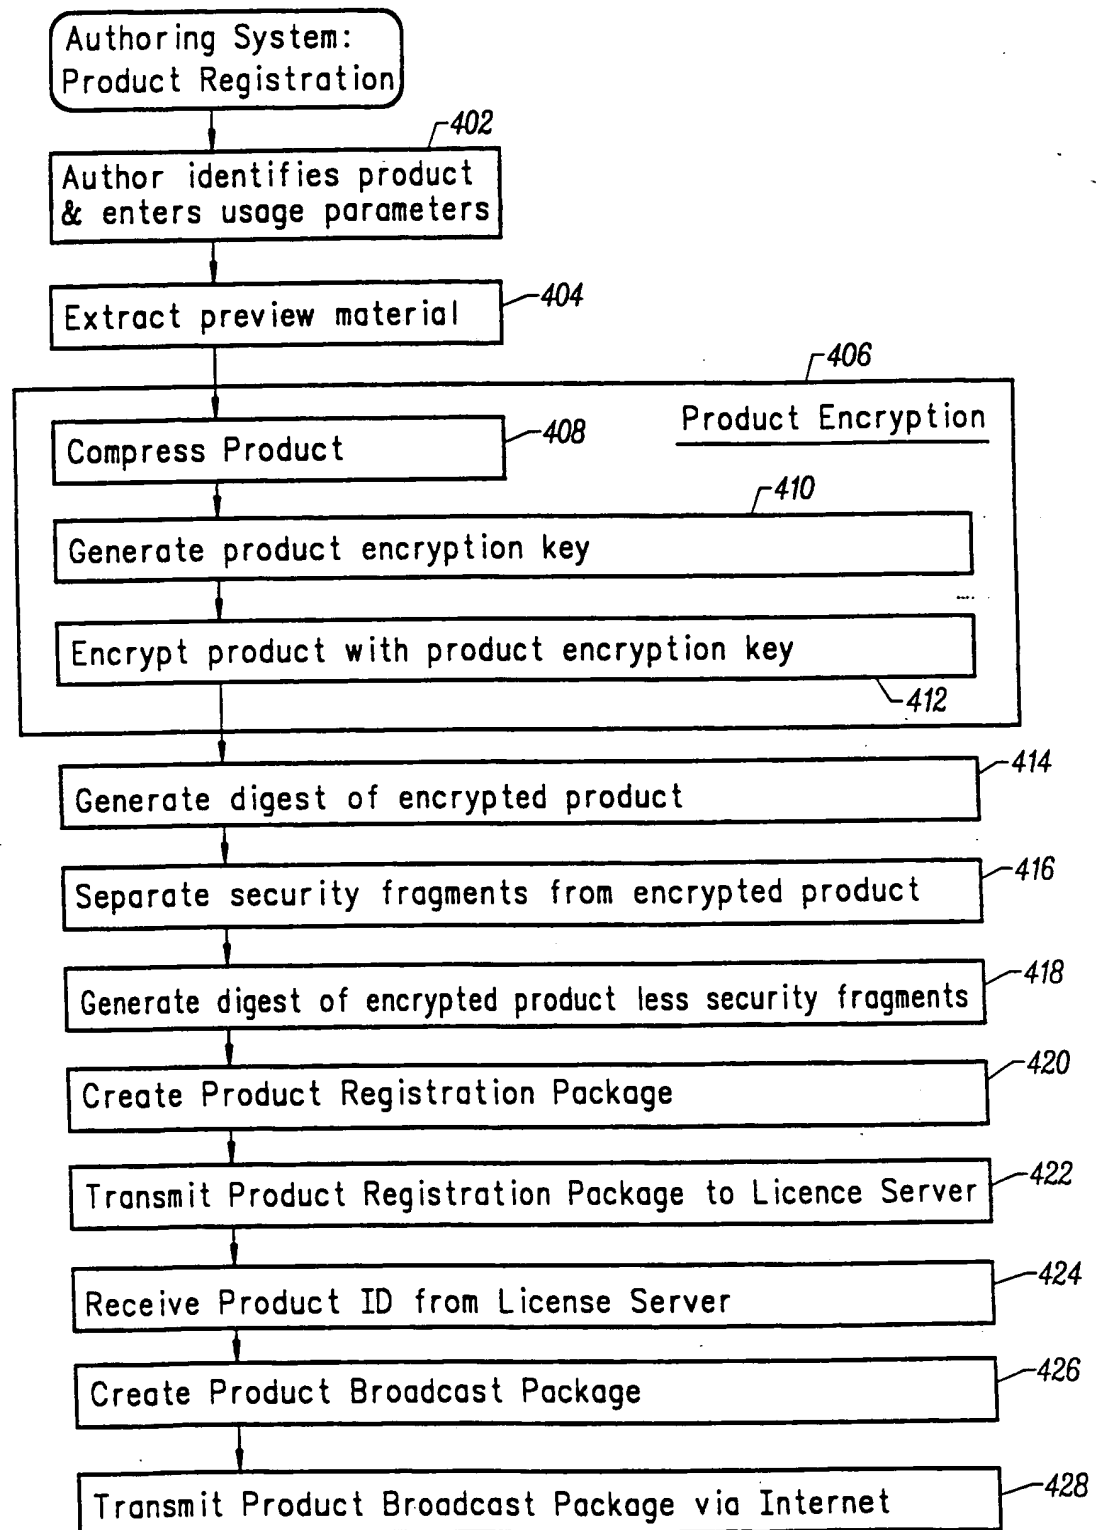 Authoring System:
Product Registration
402
Author identifies product
& enters usage parameters
404
Extract preview material
406
Product Encryption
Compress Product
408
410
Generate product encryption key
Encrypt product with product encryption key
412
414
Generate digest of encrypted product
Separate security fragments from encrypted product
416
418
Generate digest of encrypted product less security fragments
420
Create Product Registration Package
Transmit Product Registration Package to Licence Server
422
424
Receive Product ID from License Server
426
Create Product Broadcast Package
Transmit Product Broadcast Package via Internet
428